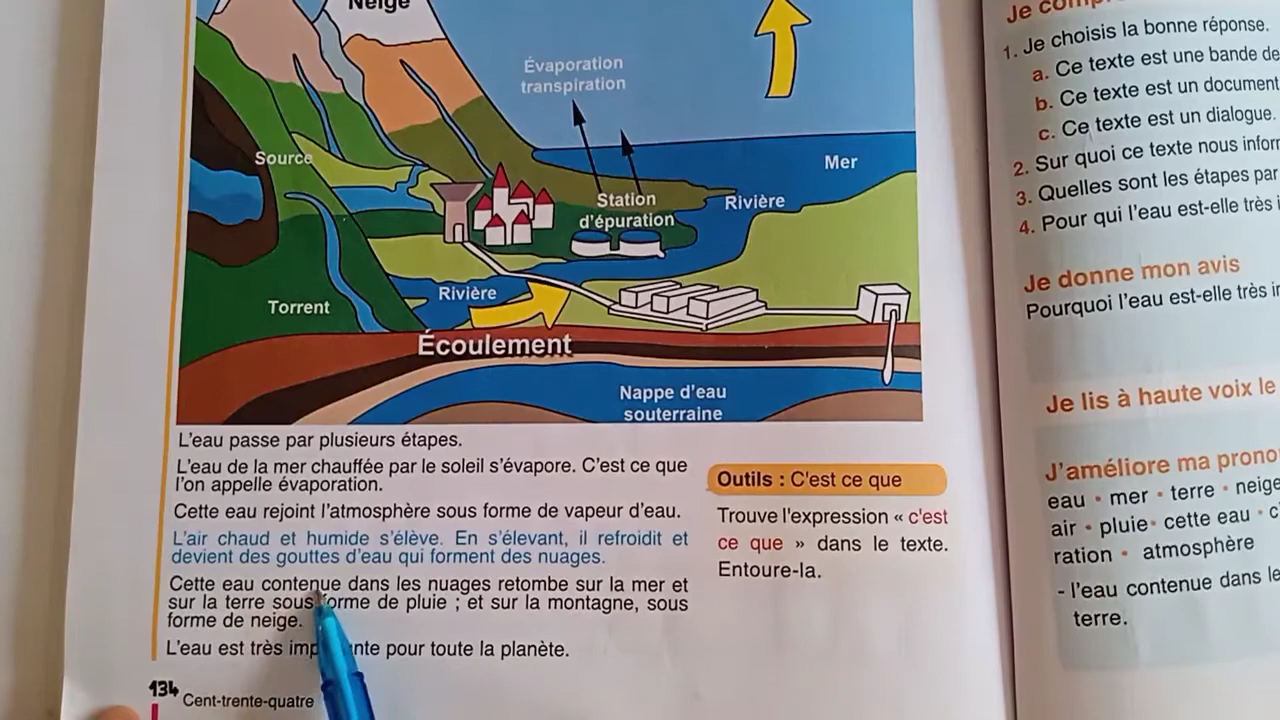 Neige
Évaporation
transpiration
Mer
Source
Station
d'épuration
Rivière
Rivière
Torrent
Écoulement
Nappe d'eau
souterraine
L'eau passe par plusieurs étapes.
L'eau de la mer chauffée par le soleil s'évapore. C'est ce que
l'on appelle évaporation.
Cette eau rejoint l'atmosphère sous forme de vapeur d'eau.
L'air chaud et humide s'élève. En s'élevant, il refroidit et
devient des gouttes d'eau qui forment des nuages.
Cette eau contenue dans les nuages retombe sur la mer et
sur la terre sous forme de pluie ; et sur la montagne, sous
forme de neige.
L'eau est très importante pour toute la planète.
134 Cent-trente-quatre
Outils : C'est ce que
Trouve l'expression « c'est
ce que » dans le texte.
Entoure-la.
Je
1. Je choisis la bonne réponse.
a. Ce texte est une bande
b. Ce texte est un document
c. Ce texte est un dialogue.
2. Sur quoi ce texte nous
3. Quelles sont les étapes par
4. Pour qui l'eau est-elle très
Je donne mon avis
Pourquoi l'eau est-elle très
Je lis à haute voix le
J'améliore ma
eau • mer • terre • neige
air • pluie • cette eau •
ration • atmosphère
- l'eau contenue dans
terre.